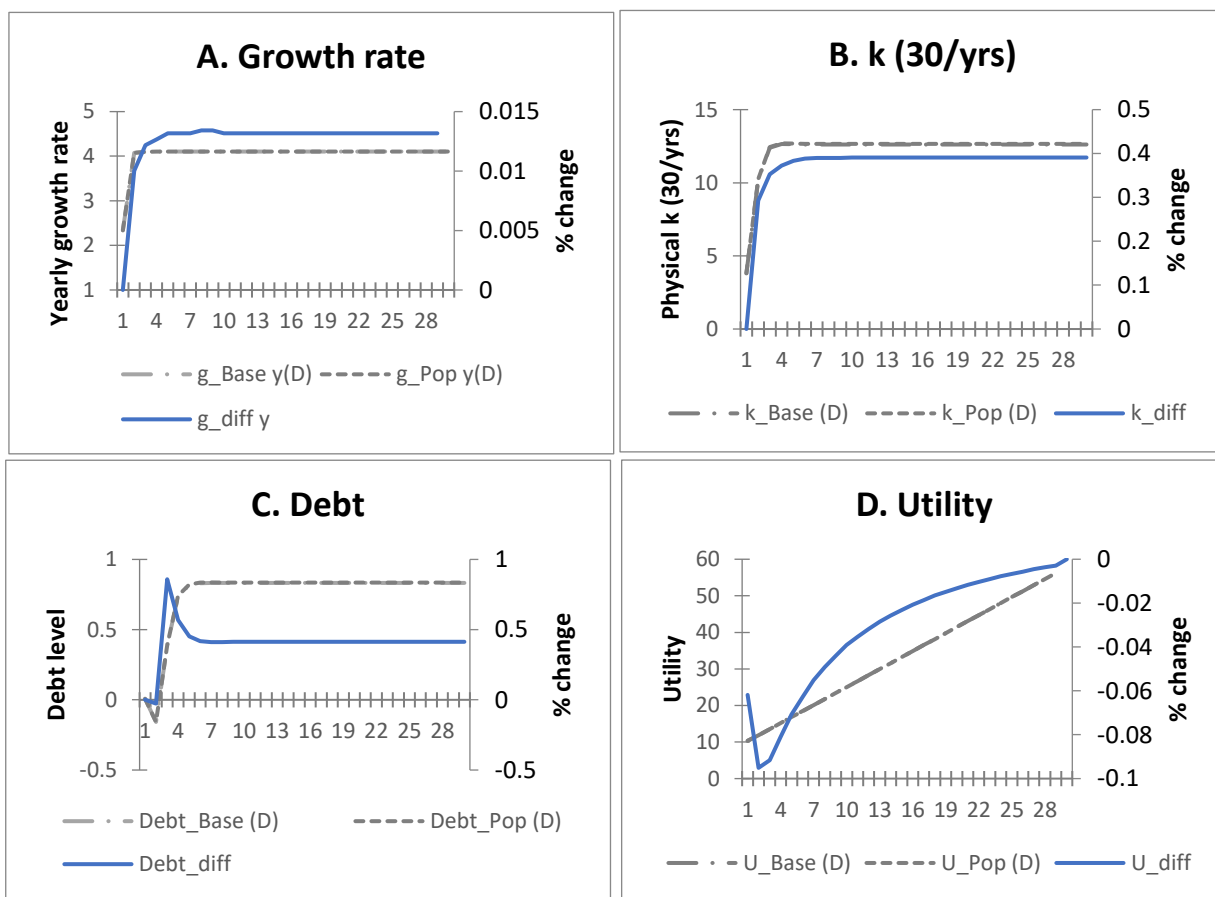 A. Growth rate
5
4
3
2
1
0.015
0.01
0.005
0
Yearly growth rate
% change
1 4 7 10 13 16 19 22 25 28
g_Base y(D) g_Pop y(D)
g_diff y
B. k (30/yrs)
15
10
5
0
0.5
0.4
0.3
0.2
0.1
0
Physical k (30/yrs)
% change
1 4 7 10 13 16 19 22 25 28
k_Base (D) k_Pop (D) k_diff
C. Debt
1
0.5
0
-0.5
1
0.5
0
-0.5
Debt level
% change
1 4 7 10 13 16 19 22 25 28
Debt_Base (D) Debt_Pop (D)
Debt_diff
D. Utility
60
50
40
30
20
10
0
0
-0.02
-0.04
-0.06
-0.08
-0.1
Utility
% change
1 4 7 10 13 16 19 22 25 28
U_Base (D) U_Pop (D) U_diff